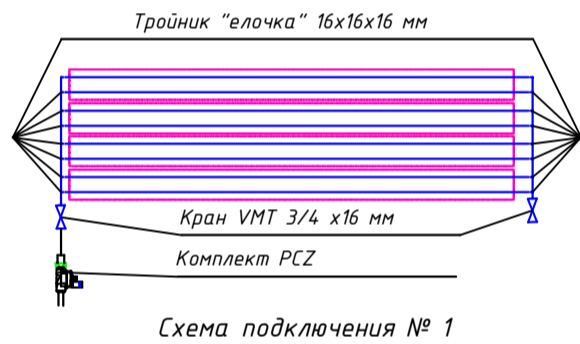 Тройник "елочка" 16х16х16 мм
Кран VMT 3/4 х16 мм
Комплект PCZ
Схема подключения № 1